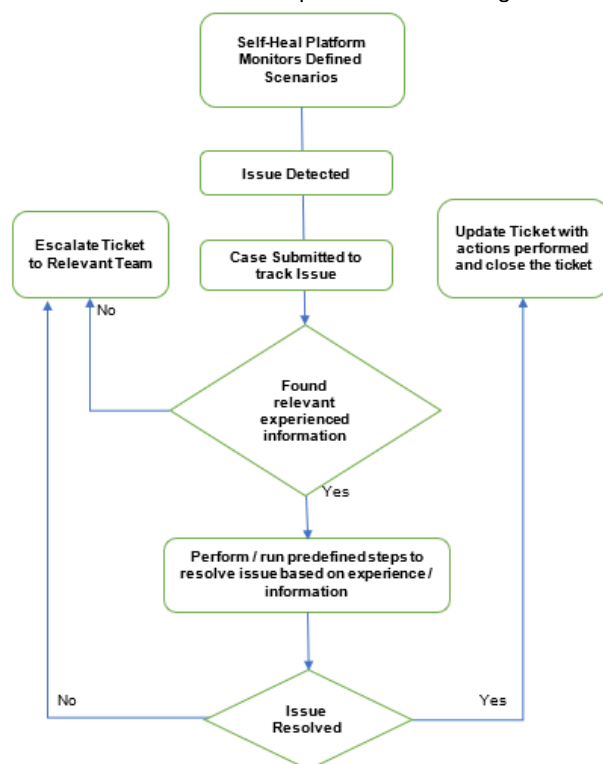 Self-Heal Platform
Monitors Defined
Scenarios
Issue Detected
Escalate Ticket
to Relevant Team
Case Submitted to
track Issue
Update Ticket with
actions performed
and close the ticket
No
Found
relevant
experienced
information
Yes
Perform / run predefined steps to
resolve issue based on experience /
information
No
Issue
Resolved
Yes